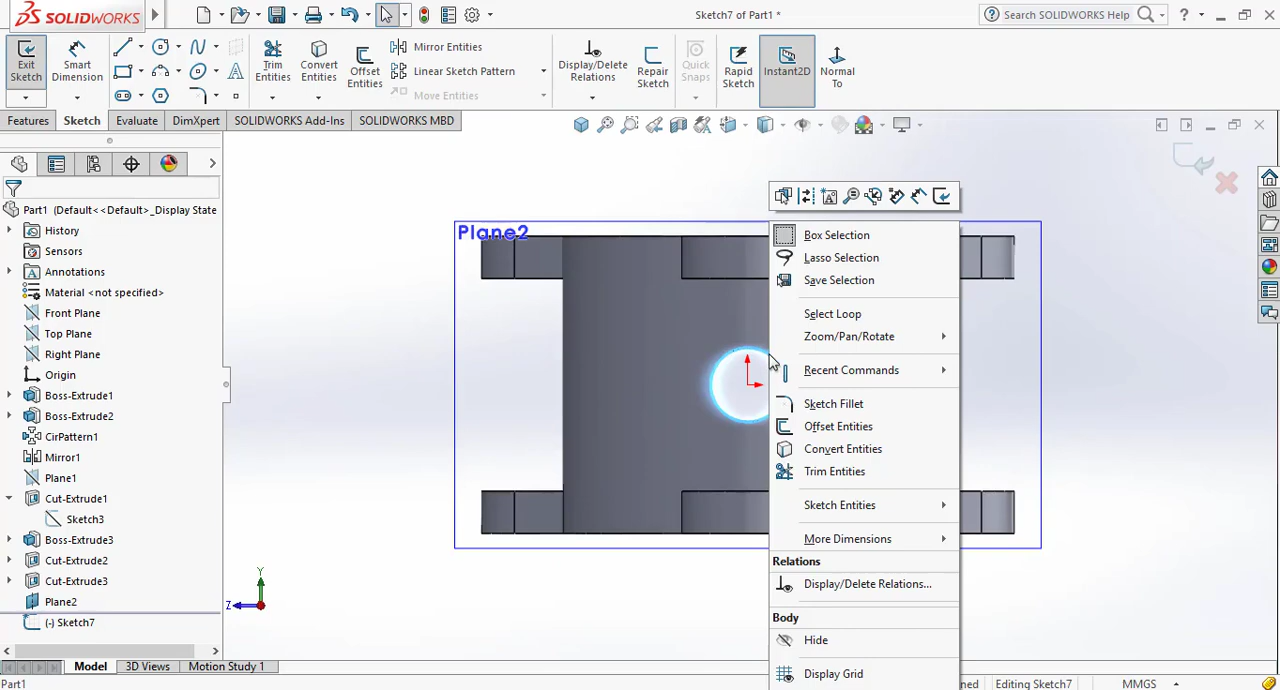 SOLIDWORKS
Sketch7 of Part1 *
Search SOLIDWORKS Help
?
Exit Sketch
Smart Dimension
Trim Entities
Convert Entities
Offset Entities
Mirror Entities
Linear Sketch Pattern
Move Entities
Display/Delete Relations
Repair Sketch
Quick Snaps
Rapid Sketch
Instant2D
Normal To
Features
Sketch
Evaluate
DimXpert
SOLIDWORKS Add-Ins
SOLIDWORKS MBD
Part1 (Default<<Default>_Display State
History
Sensors
Annotations
Material <not specified>
Front Plane
Top Plane
Right Plane
Origin
Boss-Extrude1
Boss-Extrude2
CirPattern1
Mirror1
Plane1
Cut-Extrude1
Sketch3
Boss-Extrude3
Cut-Extrude2
Cut-Extrude3
Plane2
(-) Sketch7
Plane2
Y
Z
Box Selection
Lasso Selection
Save Selection
Select Loop
Zoom/Pan/Rotate
Recent Commands
Sketch Fillet
Offset Entities
Convert Entities
Trim Entities
Sketch Entities
More Dimensions
Relations
Display/Delete Relations...
Body
Hide
Display Grid
Model
3D Views
Motion Study 1
Part1
ned
Editing Sketch7
MMGS